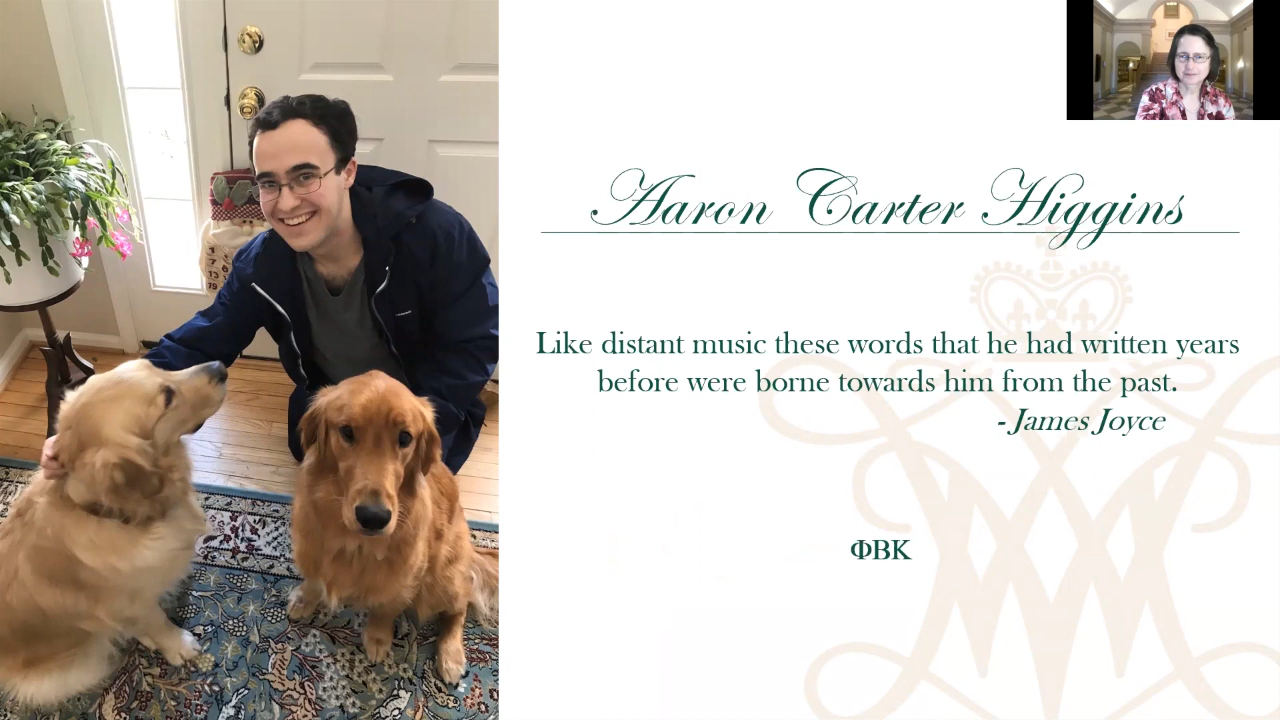 Aaron Carter Higgins
Like distant music these words that he had written years
before were borne towards him from the past.
- James Joyce
ΦBK